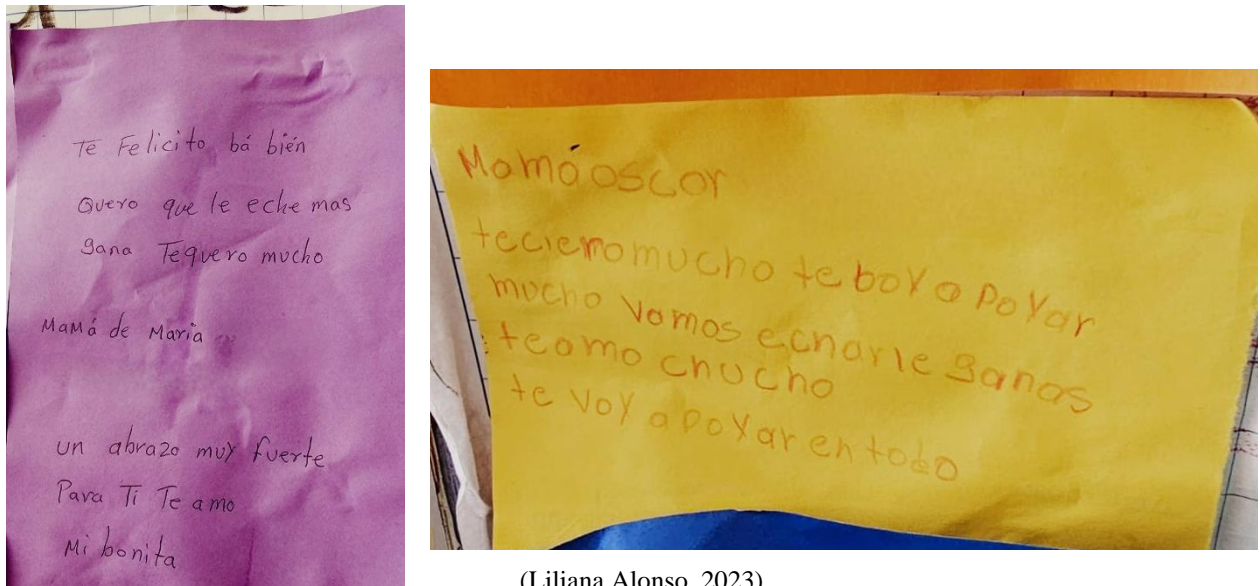 Te Felicito, bá bién
Quero que le eche mas
gana Tequero mucho
Mamá de Maria
un abrazo muy fuerte
Para Ti Te amo
Mi bonita
Mamáoscar
tecieromucho te boy a poyar
mucho vamos echarle ganas
teamo chucho
te voy a poyar en todo
(Liliana Alonso, 2023)